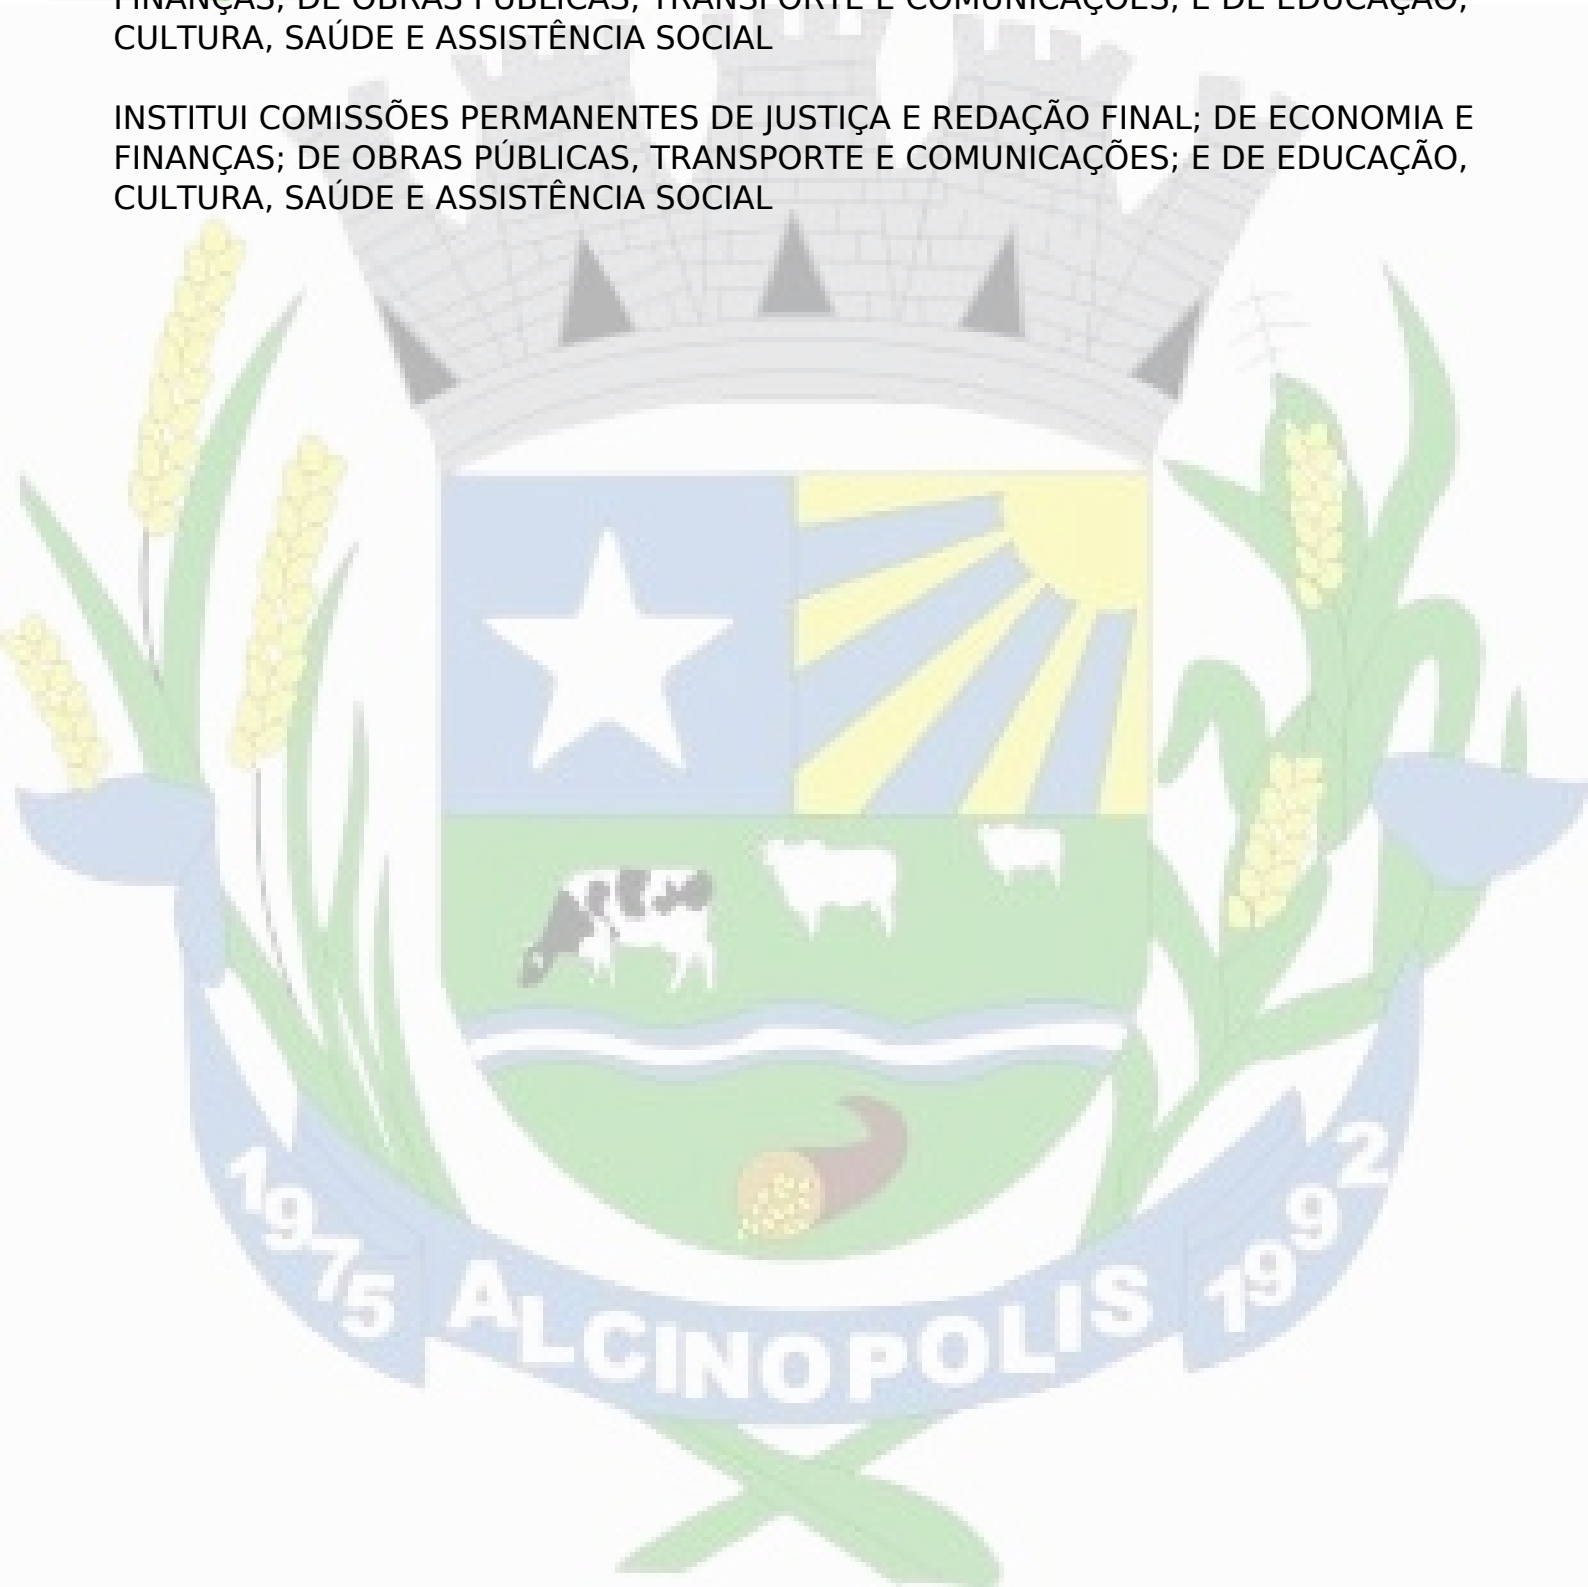 FINANÇAS; DE OBRAS PÚBLICAS, TRANSPORTE E COMUNICAÇÕES; E DE EDUCAÇÃO,
CULTURA, SAÚDE E ASSISTÊNCIA SOCIAL
INSTITUI COMISSÕES PERMANENTES DE JUSTIÇA E REDAÇÃO FINAL; DE ECONOMIA E
FINANÇAS; DE OBRAS PÚBLICAS, TRANSPORTE E COMUNICAÇÕES; E DE EDUCAÇÃO,
CULTURA, SAÚDE E ASSISTÊNCIA SOCIAL
1975 ALCINOPOLIS 1992